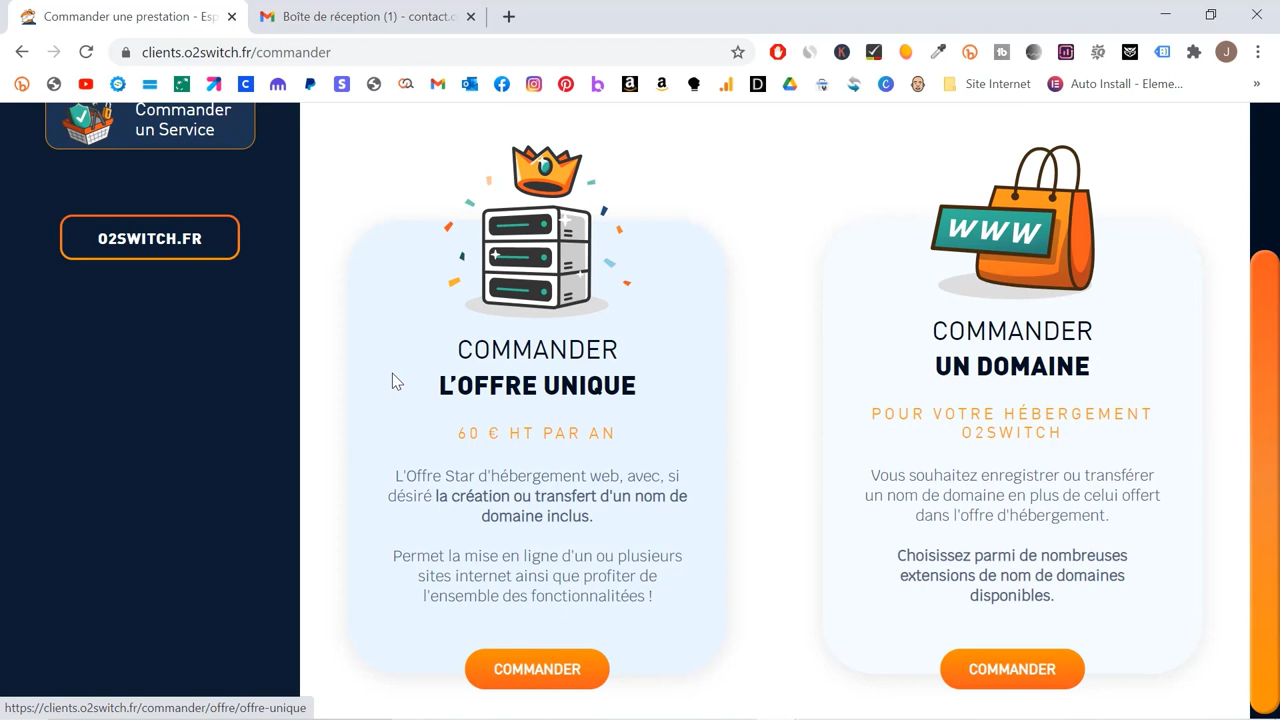 Commander une prestation - Esp
Boîte de réception (1) - contact.c
clients.o2switch.fr/commander
J
Site Internet
Auto Install - Eleme...
Commander
un Service
O2SWITCH.FR
COMMANDER
L'OFFRE UNIQUE
60 € HT PAR AN
L'Offre Star d'hébergement web, avec, si
désiré la création ou transfert d'un nom de
domaine inclus.
Permet la mise en ligne d'un ou plusieurs
sites internet ainsi que profiter de
l'ensemble des fonctionnalitées !
COMMANDER
WWW
COMMANDER
UN DOMAINE
POUR VOTRE HÉBERGEMENT
O2SWITCH
Vous souhaitez enregistrer ou transférer
un nom de domaine en plus de celui offert
dans l'offre d'hébergement.
Choisissez parmi de nombreuses
extensions de nom de domaines
disponibles.
COMMANDER
https://clients.o2switch.fr/commander/offre/offre-unique